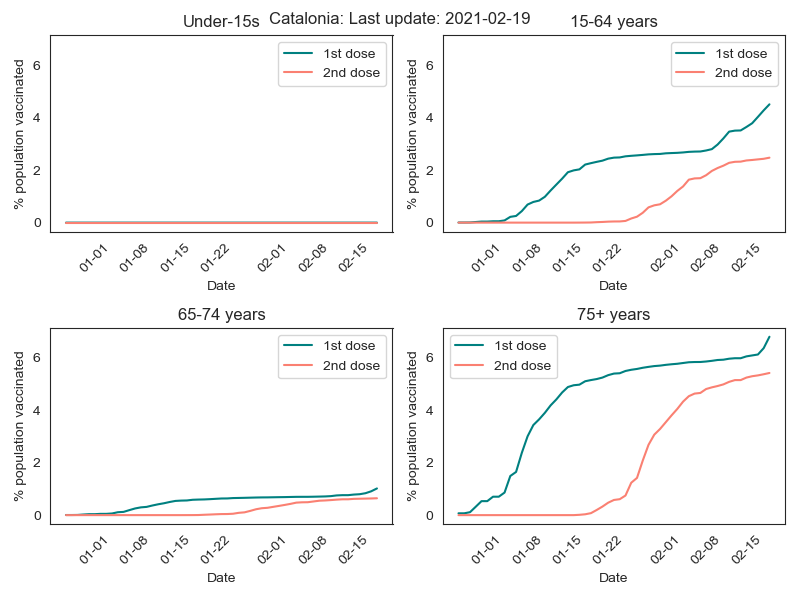 Catalonia: Last update: 2021-02-19
Under-15s
1st dose
2nd dose
% population vaccinated
6
4
2
0
01-01
01-08
01-15
01-22
02-01
02-08
02-15
Date
15-64 years
1st dose
2nd dose
% population vaccinated
6
4
2
0
01-01
01-08
01-15
01-22
02-01
02-08
02-15
Date
65-74 years
1st dose
2nd dose
% population vaccinated
6
4
2
0
01-01
01-08
01-15
01-22
02-01
02-08
02-15
Date
75+ years
1st dose
2nd dose
% population vaccinated
6
4
2
0
01-01
01-08
01-15
01-22
02-01
02-08
02-15
Date